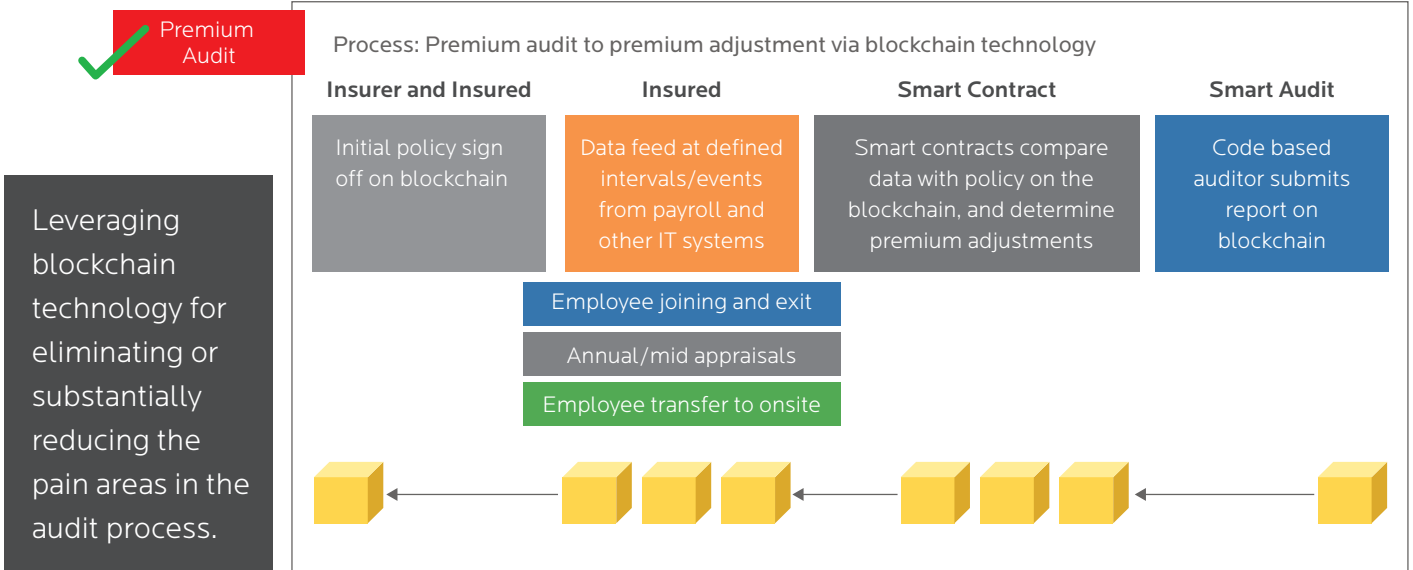 Premium
Audit
Process: Premium audit to premium adjustment via blockchain technology
Insurer and Insured
Initial policy sign
off on blockchain
Insured
Data feed at defined
intervals/events
from payroll and
other IT systems
Employee joining and exit
Annual/mid appraisals
Employee transfer to onsite
Smart Contract
Smart contracts compare
data with policy on the
blockchain, and determine
premium adjustments
Smart Audit
Code based
auditor submits
report on
blockchain
Leveraging
blockchain
technology for
eliminating or
substantially
reducing the
pain areas in the
audit process.